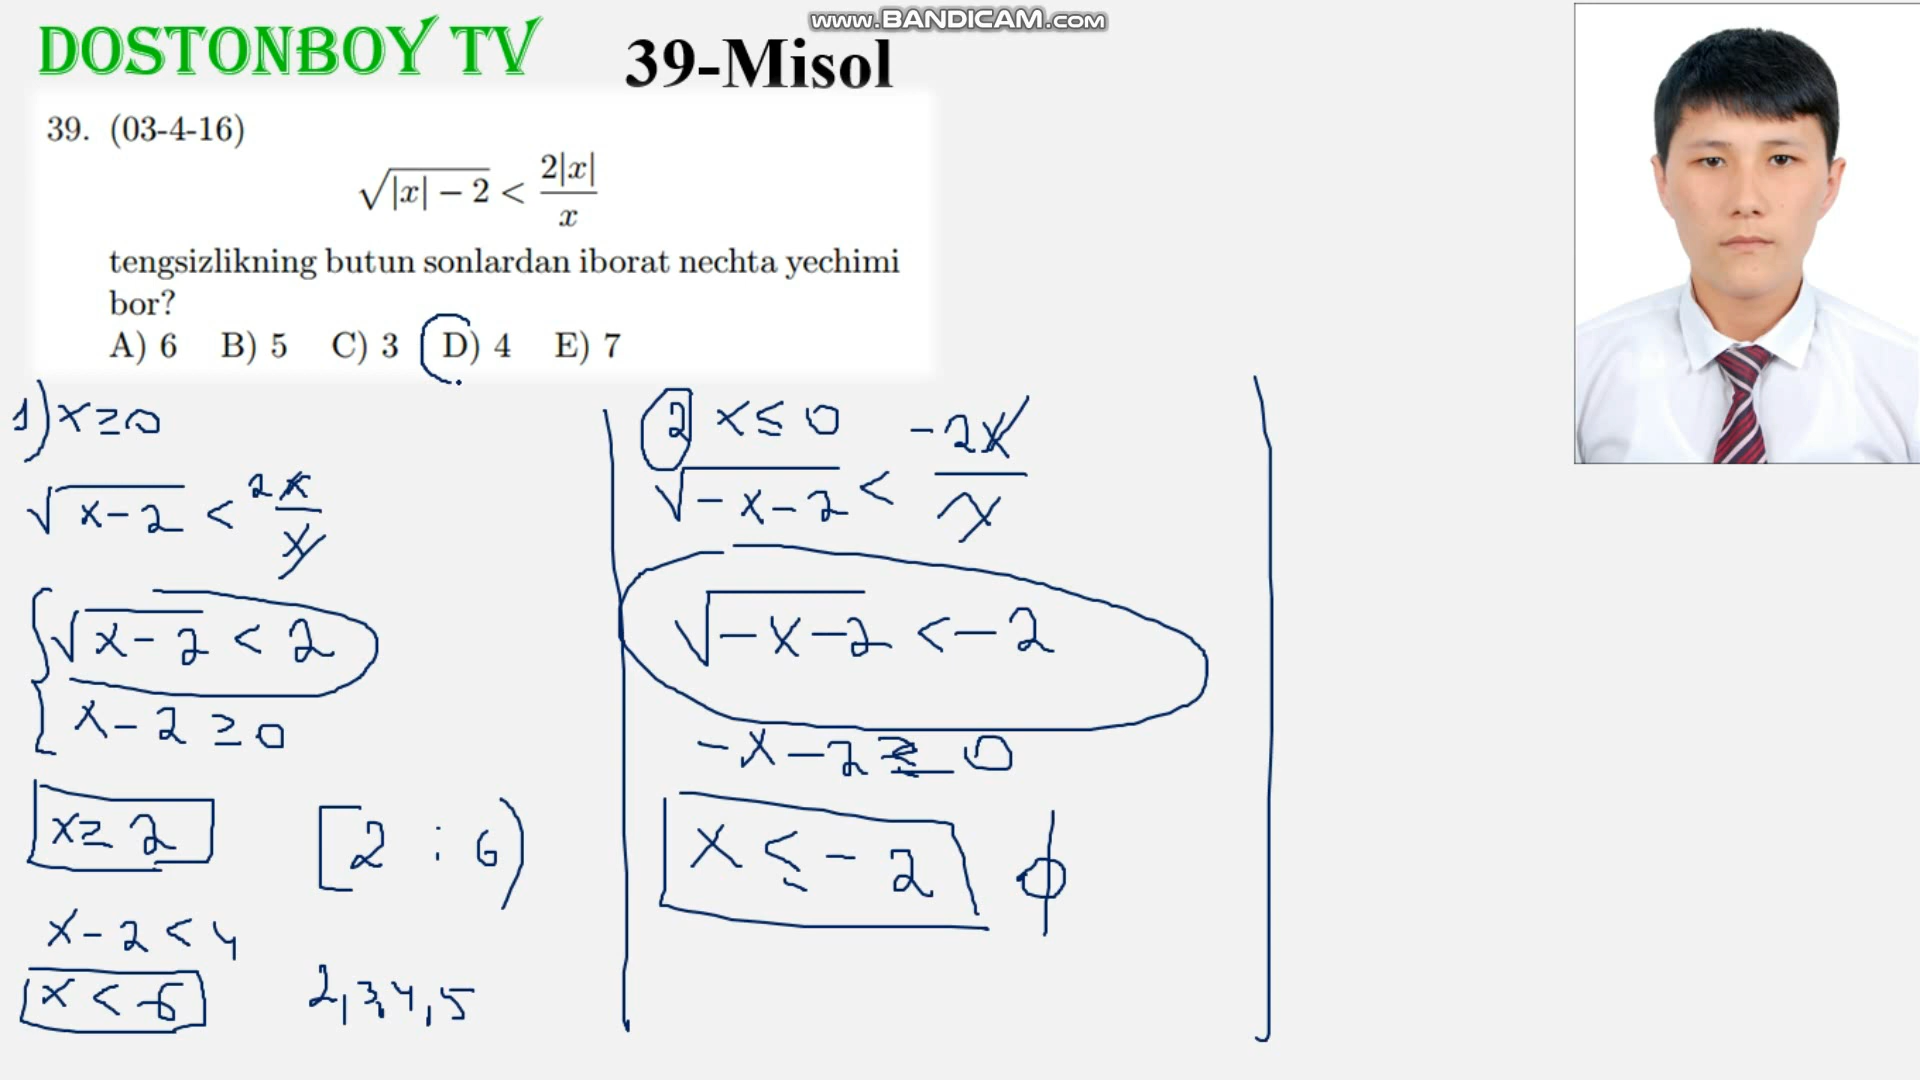 www.BANDICAM.com
DOSTONBOY TV
39-Misol
39. (03-4-16)
√|x| − 2 < 2|x|/x
tengsizlikning butun sonlardan iborat nechta yechimi
bor?
A) 6 B) 5 C) 3 D) 4 E) 7
1) x ≥ 0
√x−2 < 2x/x
√x−2 < 2
x−2 ≥ 0
x ≥ 2
[2 ; 6)
x−2 < 4
x < 6
2, 3, 4, 5
2 x ≤ 0
√−x−2 < −2x/x
√−x−2 < −2
−x−2 ≥ 0
x ≤ −2 ϕ